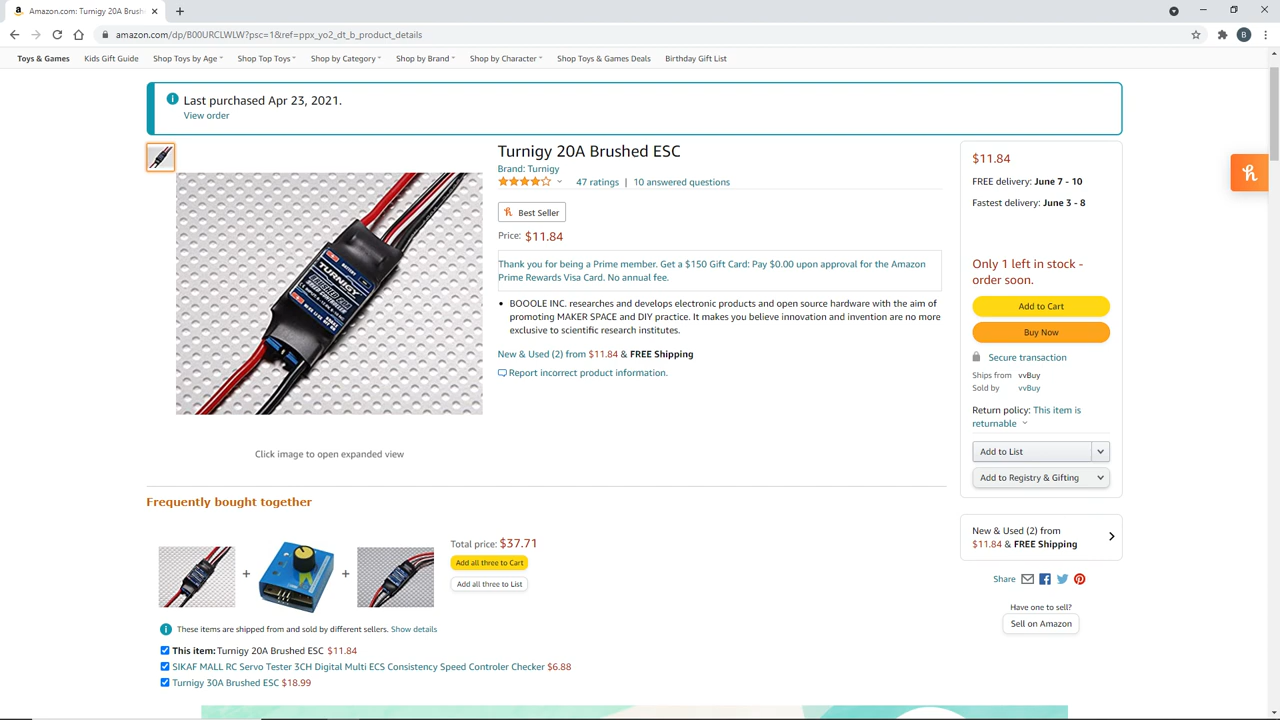 Amazon.com: Turnigy 20A Brush
amazon.com/dp/B00URCLWLW?psc=1&ref=ppx_yo2_dt_b_product_details
B
Toys & Games Kids Gift Guide Shop Toys by Age Shop Top Toys Shop by Category Shop by Brand Shop by Character Shop Toys & Games Deals Birthday Gift List
Last purchased Apr 23, 2021.
View order
Turnigy 20A Brushed ESC
Brand: Turnigy
47 ratings | 10 answered questions
Best Seller
Price: $11.84
Thank you for being a Prime member. Get a $150 Gift Card: Pay $0.00 upon approval for the Amazon
Prime Rewards Visa Card. No annual fee.
• BOOOLE INC. researches and develops electronic products and open source hardware with the aim of
promoting MAKER SPACE and DIY practice. It makes you believe innovation and invention are no more
exclusive to scientific research institutes.
New & Used (2) from $11.84 & FREE Shipping
Report incorrect product information.
BATTERY
TURNIGY
Click image to open expanded view
$11.84
FREE delivery: June 7 - 10
Fastest delivery: June 3 - 8
Only 1 left in stock -
order soon.
Add to Cart
Buy Now
Secure transaction
Ships from vvBuy
Sold by vvBuy
Return policy: This item is
returnable
Add to List
Add to Registry & Gifting
New & Used (2) from
$11.84 & FREE Shipping
Share
Have one to sell?
Sell on Amazon
Frequently bought together
+ +
Total price: $37.71
Add all three to Cart
Add all three to List
These items are shipped from and sold by different sellers. Show details
This item: Turnigy 20A Brushed ESC $11.84
SIKAF MALL RC Servo Tester 3CH Digital Multi ECS Consistency Speed Controler Checker $6.88
Turnigy 30A Brushed ESC $18.99